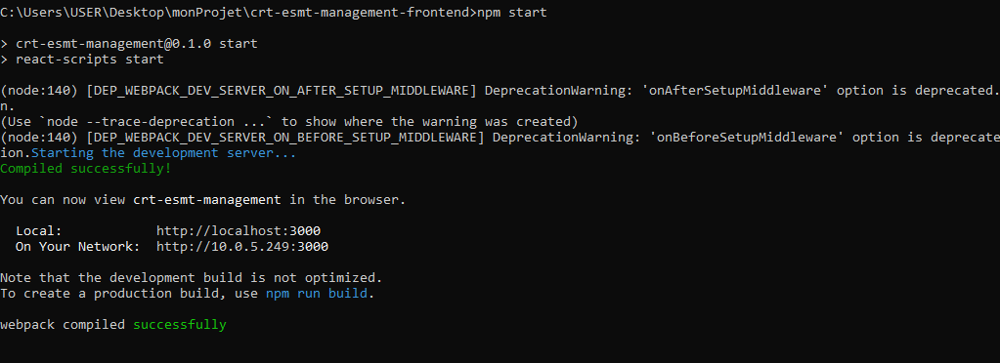 C:\Users\USER\Desktop\monProjet\crt-esmt-management-frontend>npm start
> crt-esmt-management@0.1.0 start
> react-scripts start
(node:140) [DEP_WEBPACK_DEV_SERVER_ON_AFTER_SETUP_MIDDLEWARE] DeprecationWarning: 'onAfterSetupMiddleware' option is deprecated.
n.
(Use `node --trace-deprecation ...` to show where the warning was created)
(node:140) [DEP_WEBPACK_DEV_SERVER_ON_BEFORE_SETUP_MIDDLEWARE] DeprecationWarning: 'onBeforeSetupMiddleware' option is deprecate
ion.Starting the development server...
Compiled successfully!
You can now view crt-esmt-management in the browser.
Local: http://localhost:3000
On Your Network: http://10.0.5.249:3000
Note that the development build is not optimized.
To create a production build, use npm run build.
webpack compiled successfully